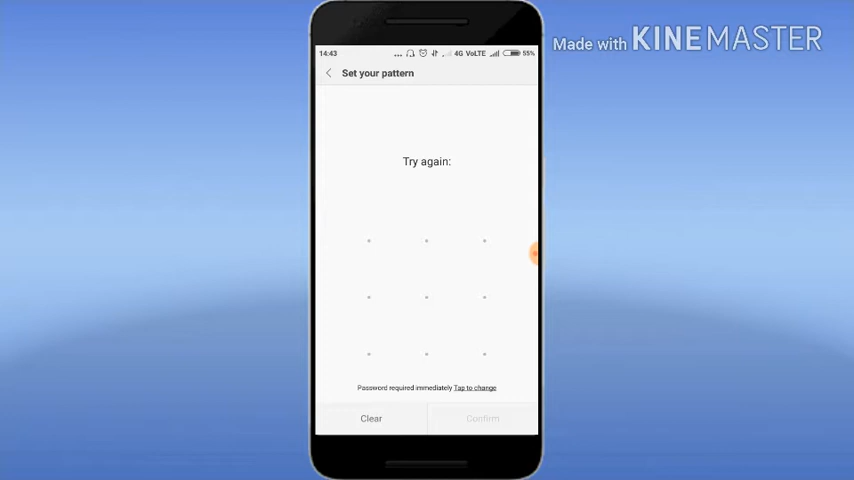 Made with KINEMASTER
14:43 ... 4G VoLTE 55%
Set your pattern
Try again:
Password required immediately Tap to change
Clear Confirm